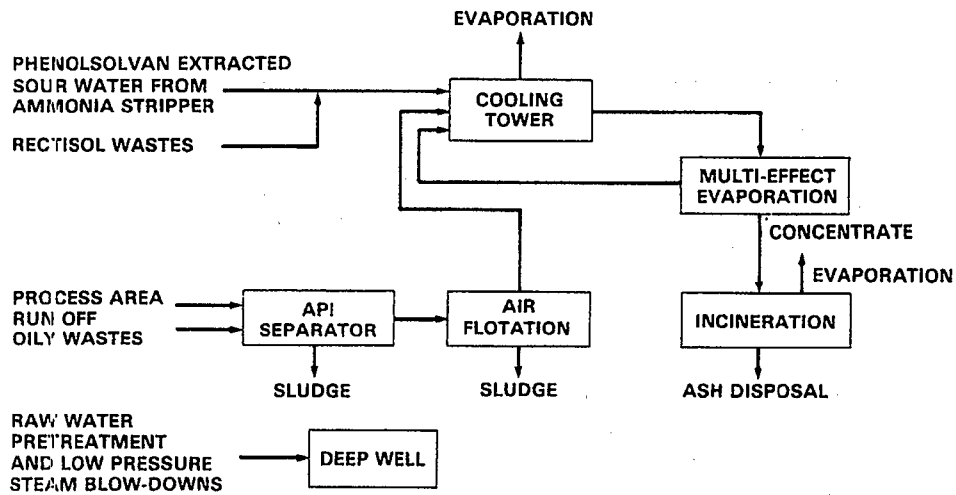 EVAPORATION
PHENOLSOLVAN EXTRACTED
SOUR WATER FROM
AMMONIA STRIPPER
RECTISOL WASTES
COOLING
TOWER
MULTI-EFFECT
EVAPORATION
CONCENTRATE
EVAPORATION
PROCESS AREA
RUN OFF
OILY WASTES
API
SEPARATOR
AIR
FLOTATION
INCINERATION
SLUDGE
SLUDGE
ASH DISPOSAL
RAW WATER
PRETREATMENT
AND LOW PRESSURE
STEAM BLOW-DOWNS
DEEP WELL